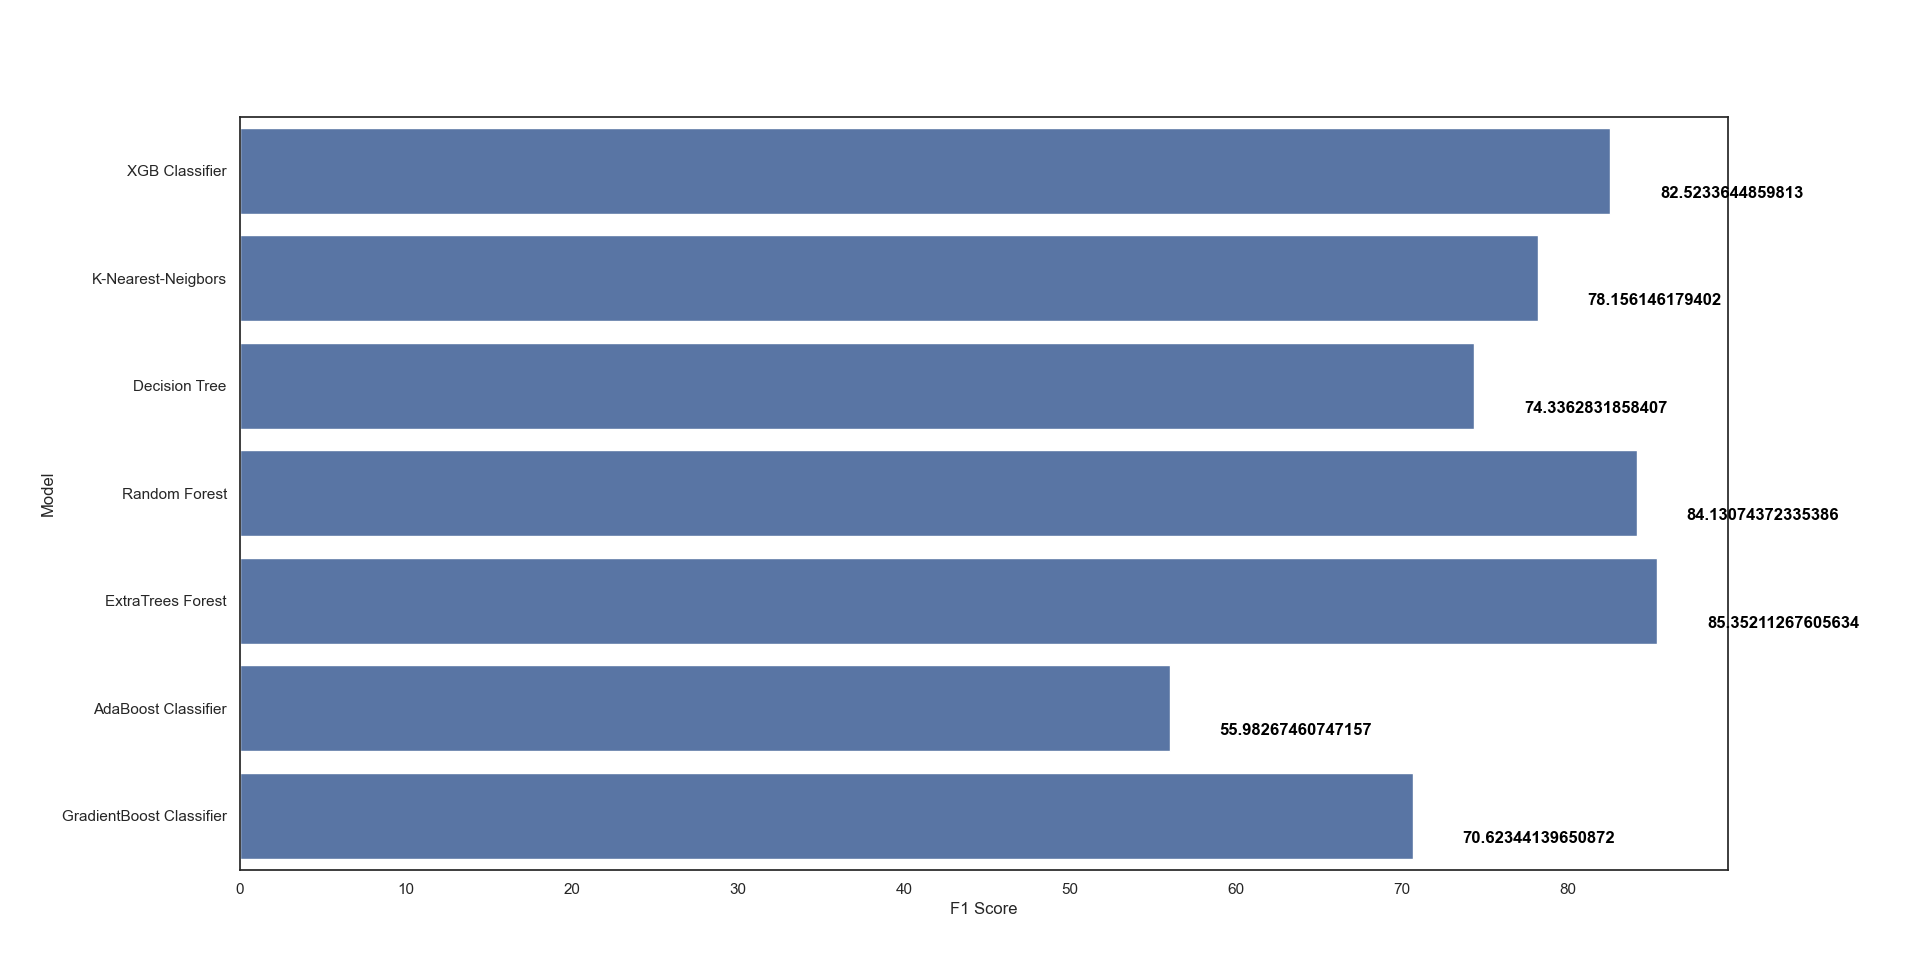 XGB Classifier
82.5233644859813
K-Nearest-Neigbors
78.156146179402
Decision Tree
74.3362831858407
Model
Random Forest
84.13074372335386
ExtraTrees Forest
85.35211267605634
AdaBoost Classifier
55.98267460747157
GradientBoost Classifier
70.62344139650872
0 10 20 30 40 50 60 70 80
F1 Score